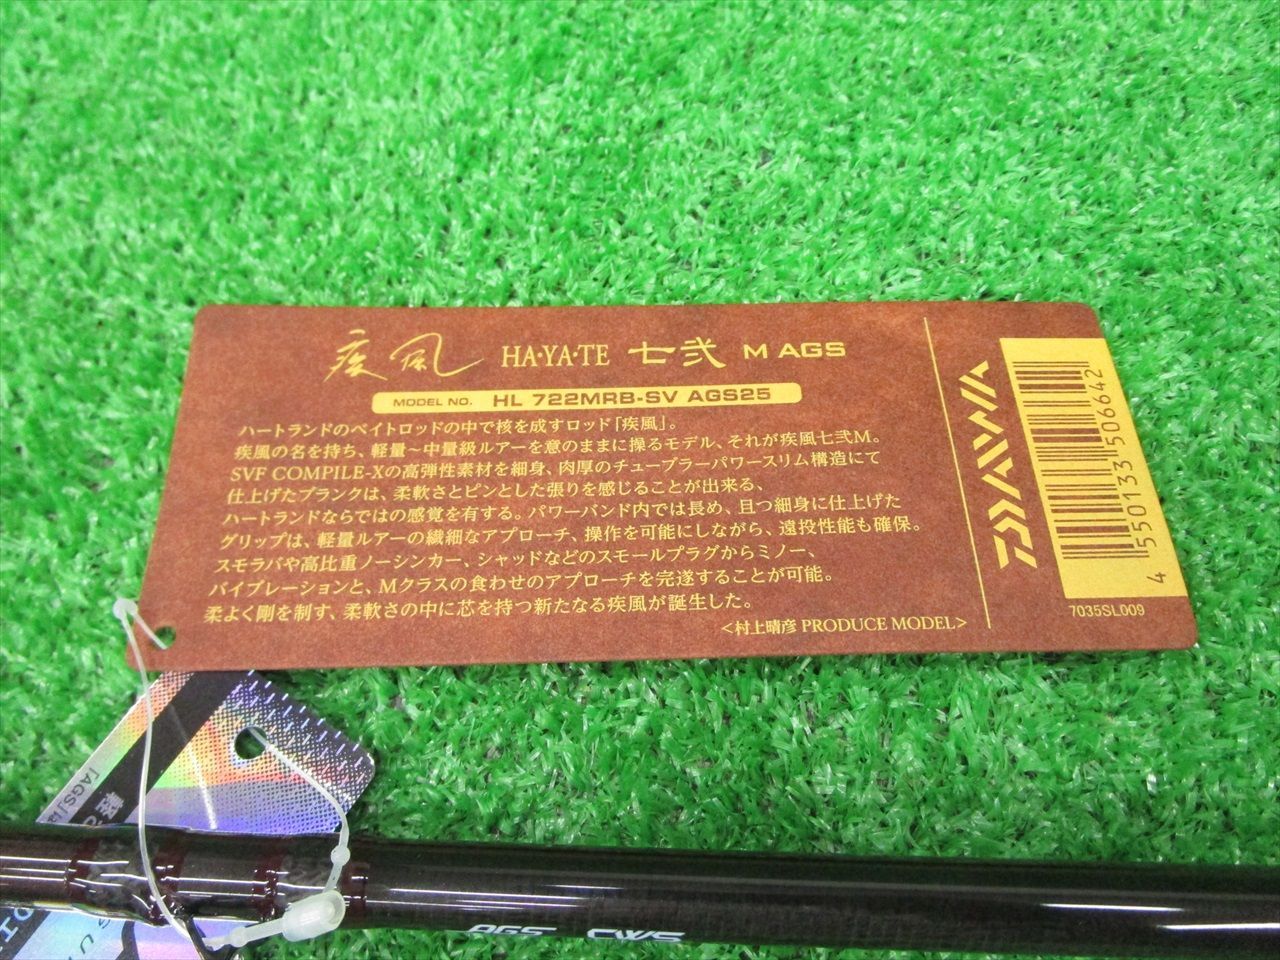 疾風 HA・YA・TE 七弐 M AGS
MODEL NO. HL 722MRB-SV AGS25
ハートランドのベイトロッドの中で核を成すロッド「疾風」。
疾風の名を持ち、軽量～中量級ルアーを意のままに操るモデル、それが疾風七弐M。
SVF COMPILE-Xの高弾性素材を細身、肉厚のチューブラーパワースリム構造にて
仕上げたブランクは、柔軟さとピンとした張りを感じることが出来る、
ハートランドならではの感覚を有する。パワーバンド内では長め、且つ細身に仕上げた
グリップは、軽量ルアーの繊細なアプローチ、操作を可能にしながら、遠投性能も確保。
スモラバや高比重ノーシンカー、シャッドなどのスモールプラグからミノー、
バイブレーションと、Mクラスの食わせのアプローチを完遂することが可能。
柔よく剛を制す、柔軟さの中に芯を持つ新たなる疾風が誕生した。
<村上晴彦 PRODUCE MODEL>
DAIWA
4 550133 506642
7035SL009
AGS CWS